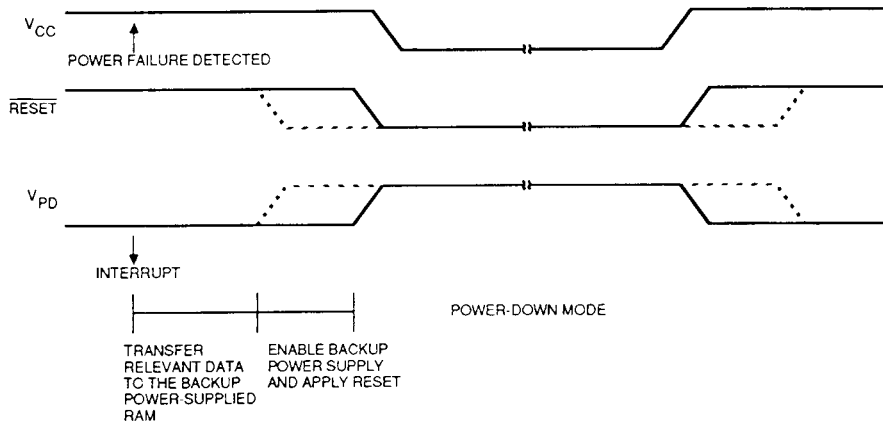 VCC
POWER FAILURE DETECTED
RESET
VPD
INTERRUPT
POWER-DOWN MODE
TRANSFER
RELEVANT DATA
TO THE BACKUP
POWER-SUPPLIED
RAM
ENABLE BACKUP
POWER SUPPLY
AND APPLY RESET